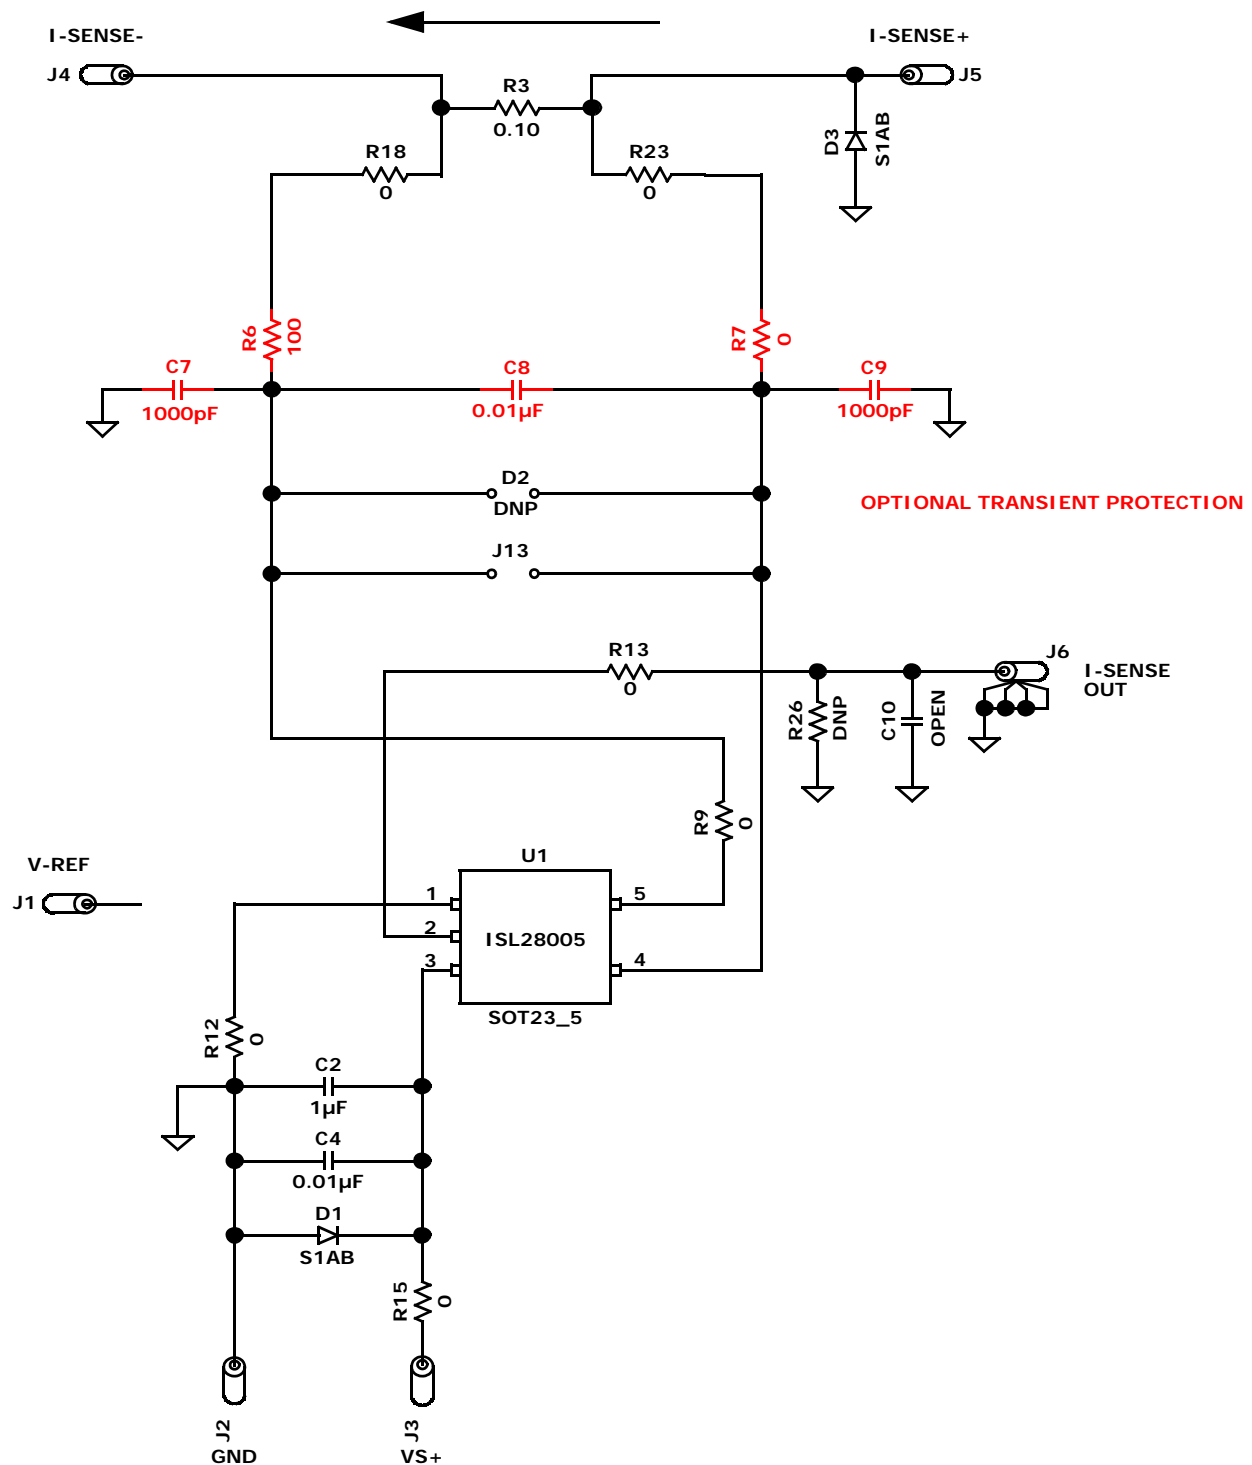 I-SENSE-
I-SENSE+
J4
J5
R3
0.10
D3
S1AB
R18
0
R23
0
R6
100
R7
0
C7
1000pF
C8
0.01µF
C9
1000pF
D2
DNP
OPTIONAL TRANSIENT PROTECTION
J13
R13
0
J6
I-SENSE
OUT
R26
DNP
C10
OPEN
R9
0
V-REF
J1
U1
1
2
3
5
4
ISL28005
SOT23_5
R12
0
C2
1µF
C4
0.01µF
D1
S1AB
R15
0
J2
GND
J3
VS+